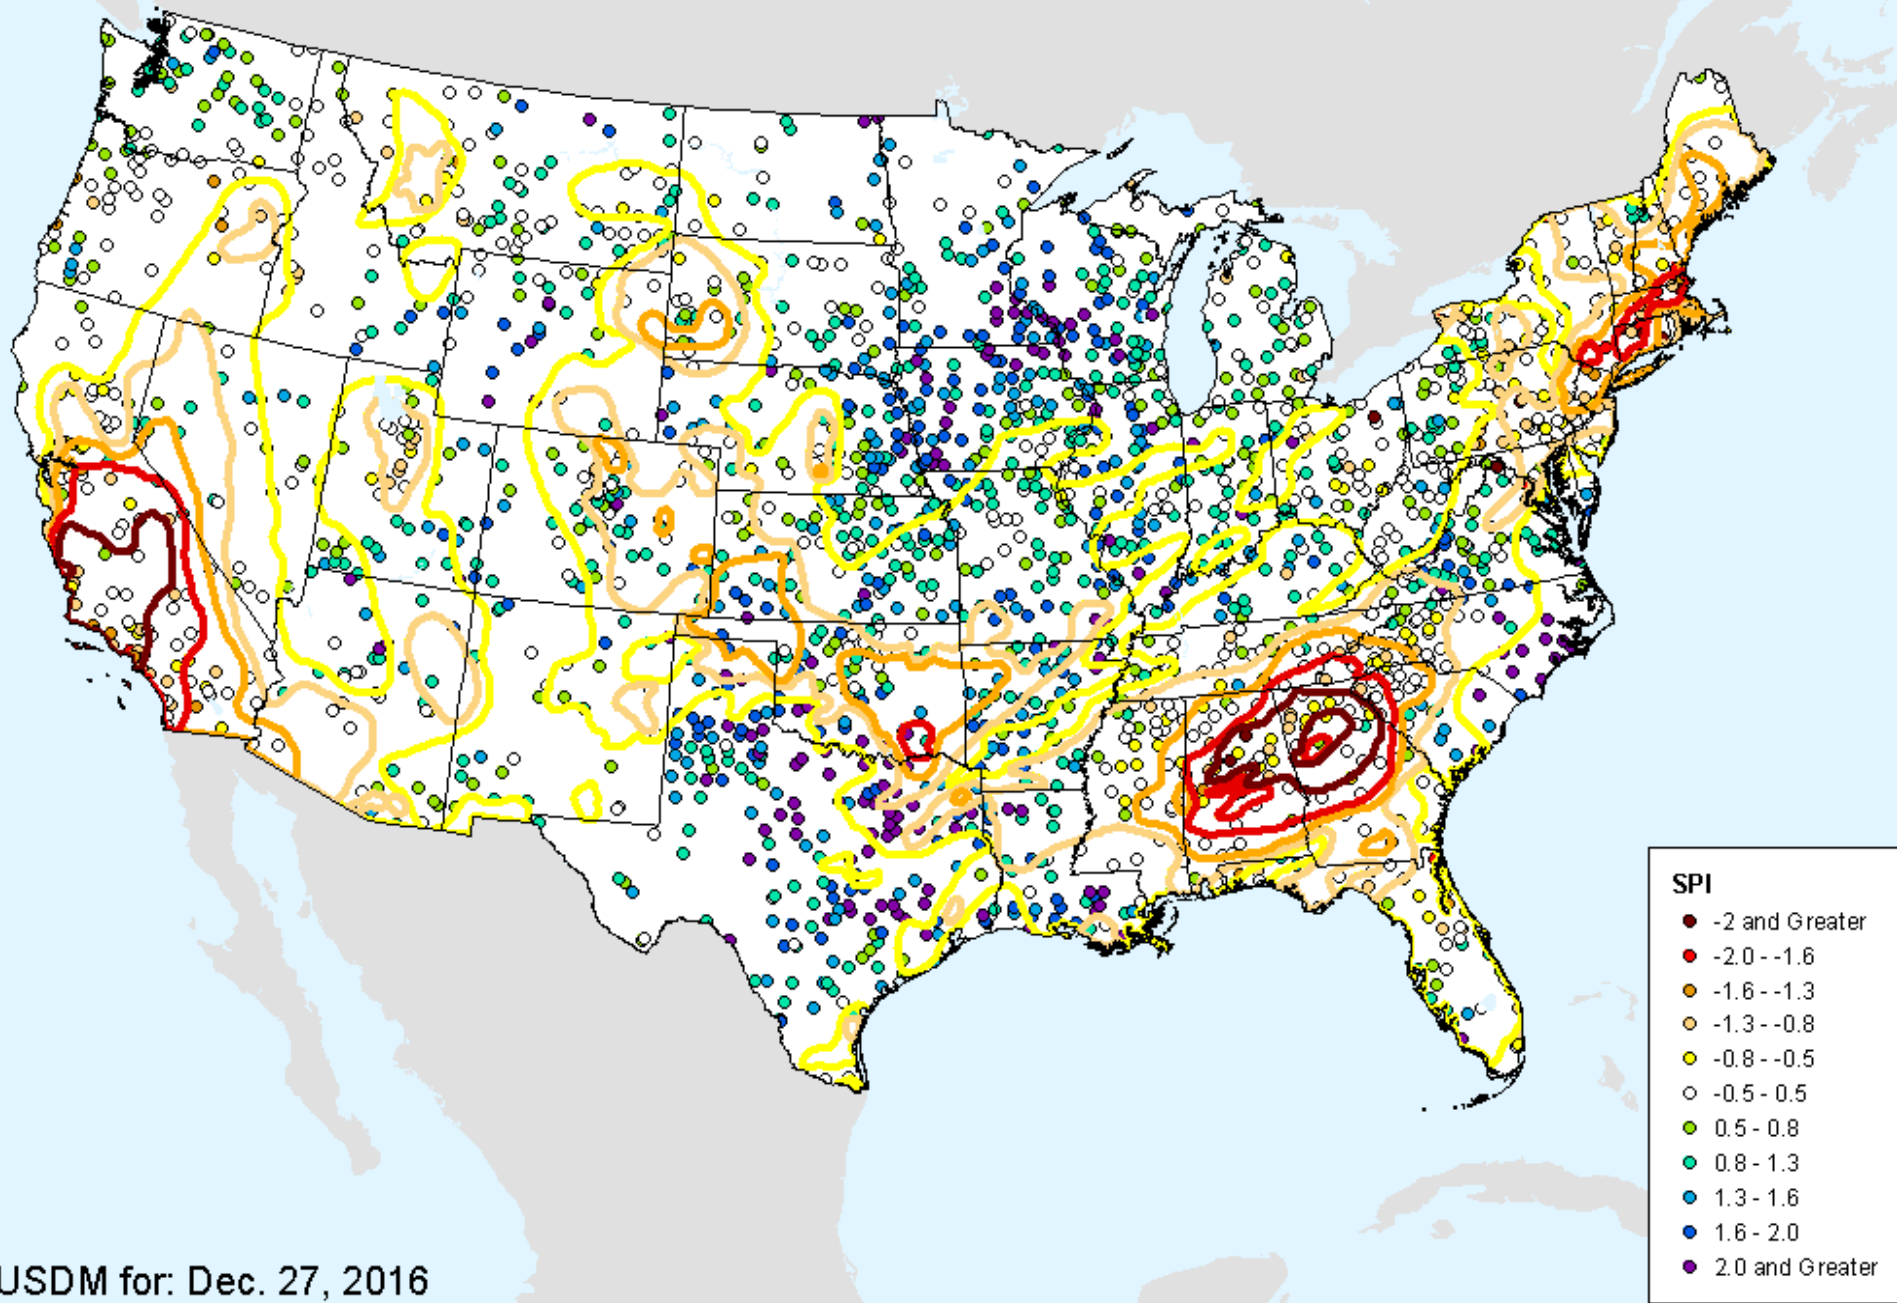 SPI
-2 and Greater
-2.0 - -1.6
-1.6 - -1.3
-1.3 - -0.8
-0.8 - -0.5
-0.5 - 0.5
0.5 - 0.8
0.8 - 1.3
1.3 - 1.6
1.6 - 2.0
2.0 and Greater
USDM for: Dec. 27, 2016